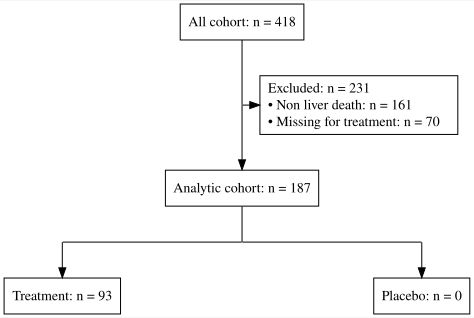 All cohort: n = 418
Excluded: n = 231
• Non liver death: n = 161
• Missing for treatment: n = 70
Analytic cohort: n = 187
Treatment: n = 93
Placebo: n = 0